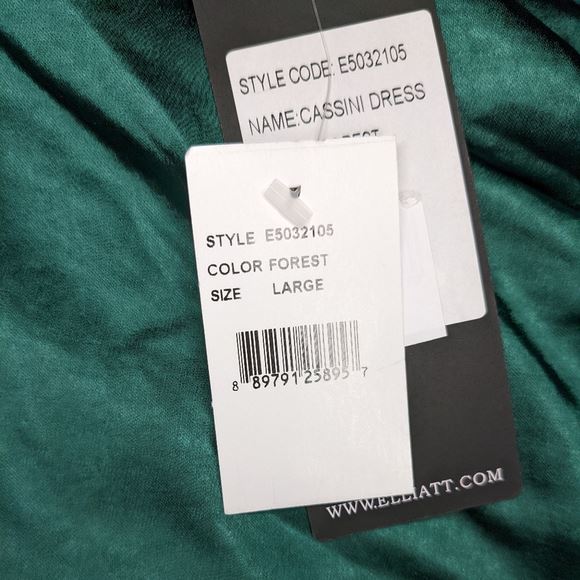 STYLE CODE: E5032105
NAME:CASSINI DRESS
STYLE E5032105
COLOR FOREST
SIZE LARGE
8 89791 25895 7
WWW.ELLIATT.COM